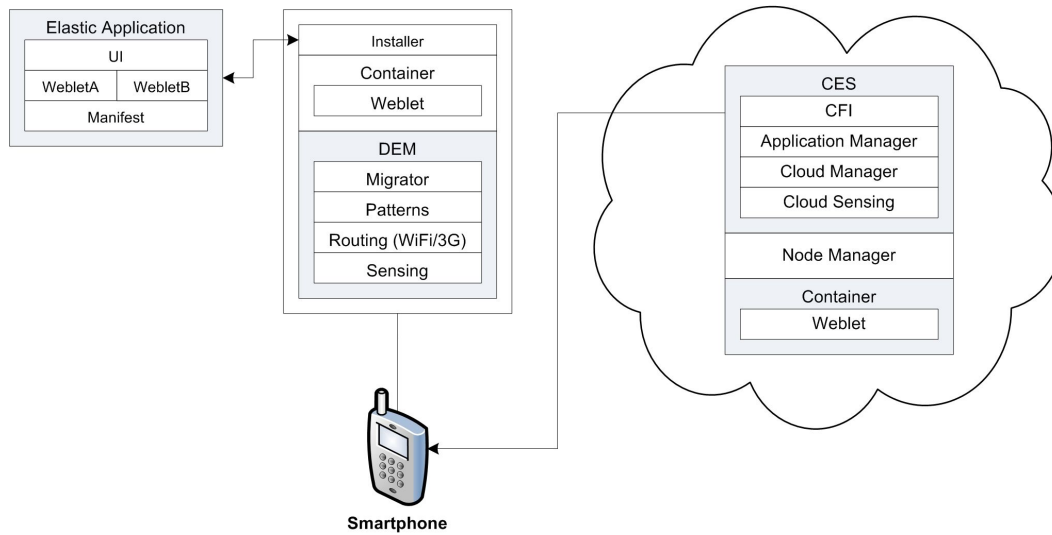 Elastic Application
UI
WebletA WebletB
Manifest
Installer
Container
Weblet
DEM
Migrator
Patterns
Routing (WiFi/3G)
Sensing
Smartphone
CES
CFI
Application Manager
Cloud Manager
Cloud Sensing
Node Manager
Container
Weblet